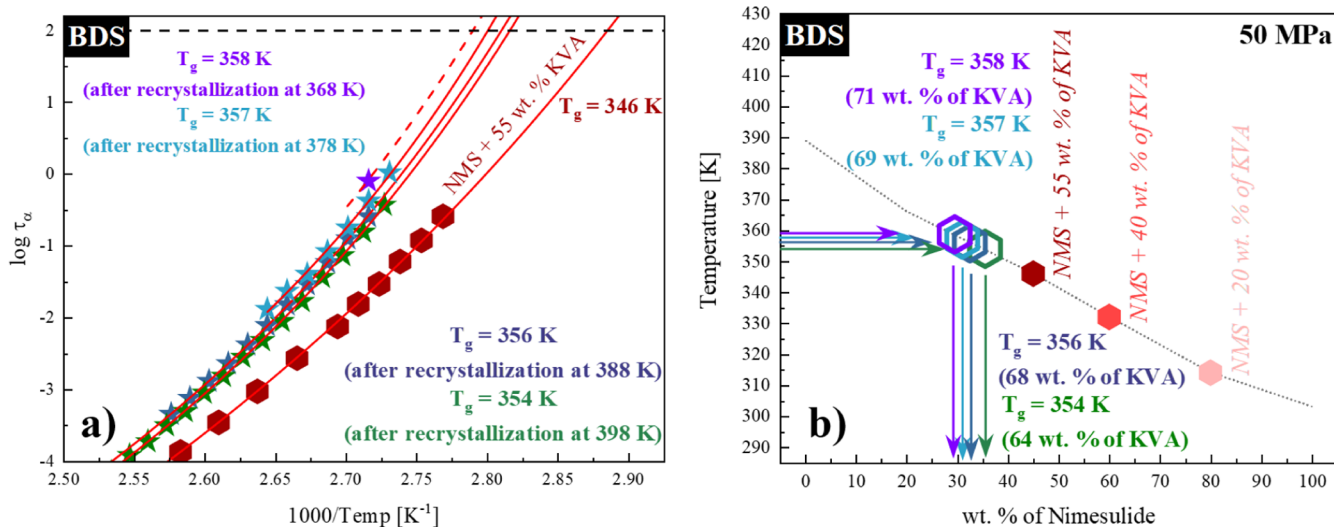 BDS
T_g = 358 K
(after recrystallization at 368 K)
T_g = 357 K
(after recrystallization at 378 K)
NMS + 55 wt. % KVA
T_g = 346 K
T_g = 356 K
(after recrystallization at 388 K)
T_g = 354 K
(after recrystallization at 398 K)
a)
log τ_α
2
1
0
-1
-2
-3
-4
2.50 2.55 2.60 2.65 2.70 2.75 2.80 2.85 2.90
1000/Temp [K⁻¹]
BDS
50 MPa
T_g = 358 K
(71 wt. % of KVA)
T_g = 357 K
(69 wt. % of KVA)
NMS + 55 wt. % of KVA
NMS + 40 wt. % of KVA
NMS + 20 wt. % of KVA
T_g = 356 K
(68 wt. % of KVA)
T_g = 354 K
(64 wt. % of KVA)
b)
Temperature [K]
430
420
410
400
390
380
370
360
350
340
330
320
310
300
290
0 10 20 30 40 50 60 70 80 90 100
wt. % of Nimesulide